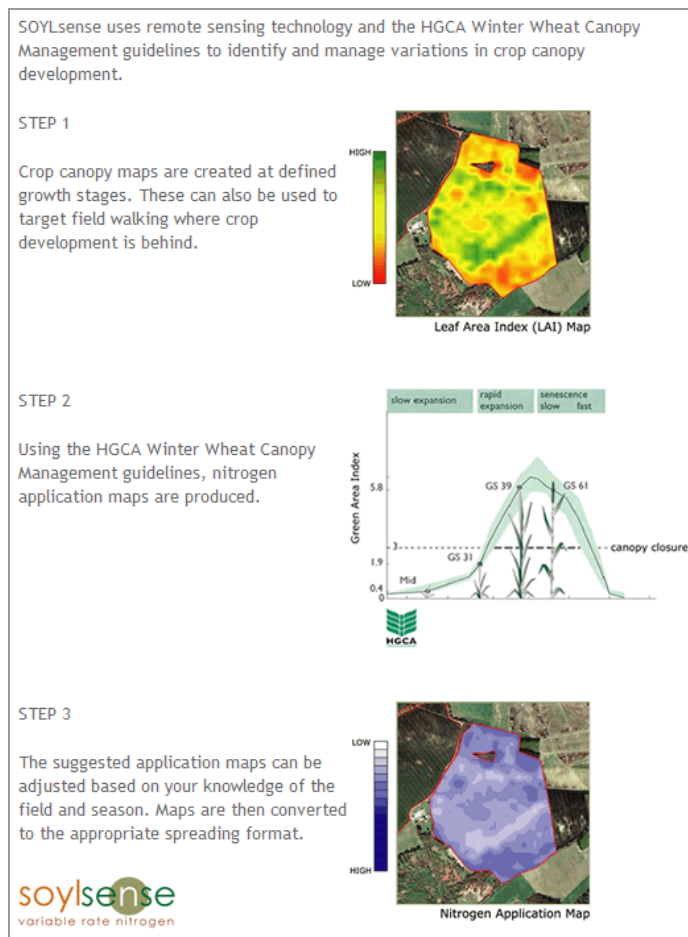 SOYLsense uses remote sensing technology and the HGCA Winter Wheat Canopy
Management guidelines to identify and manage variations in crop canopy
development.
STEP 1
Crop canopy maps are created at defined
growth stages. These can also be used to
target field walking where crop
development is behind.
HIGH
LOW
Leaf Area Index (LAI) Map
STEP 2
Using the HGCA Winter Wheat Canopy
Management guidelines, nitrogen
application maps are produced.
slow expansion
rapid
expansion
senescence
slow fast
Green Area Index
5.8
GS 39
GS 61
3
canopy closure
GS 31
1.9
Mid
0.4
0
HGCA
STEP 3
The suggested application maps can be
adjusted based on your knowledge of the
field and season. Maps are then converted
to the appropriate spreading format.
LOW
HIGH
Nitrogen Application Map
soylsense
variable rate nitrogen